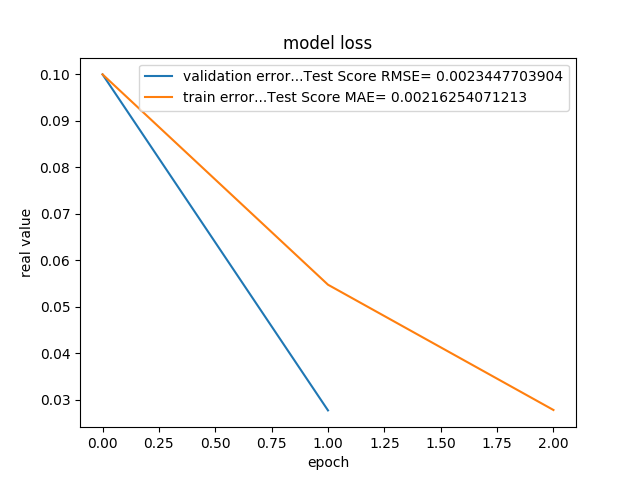 model loss
validation error...Test Score RMSE= 0.0023447703904
train error...Test Score MAE= 0.00216254071213
real value
0.10
0.09
0.08
0.07
0.06
0.05
0.04
0.03
0.00 0.25 0.50 0.75 1.00 1.25 1.50 1.75 2.00
epoch